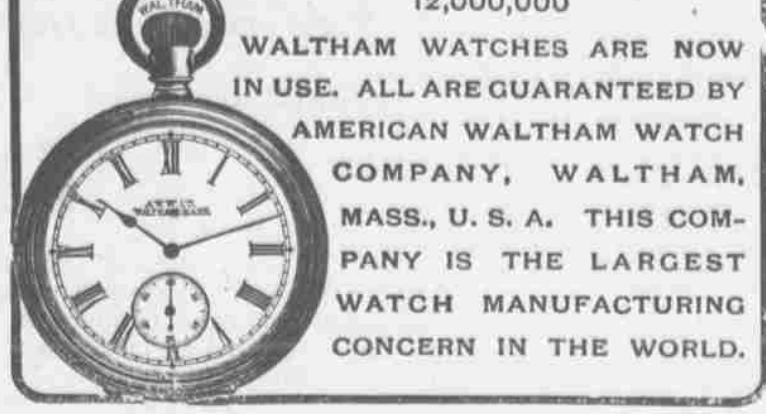 12,000,000
WALTHAM
WALTHAM WATCHES ARE NOW
IN USE. ALL ARE GUARANTEED BY
AMERICAN WALTHAM WATCH
COMPANY, WALTHAM,
MASS., U. S. A. THIS COM-
PANY IS THE LARGEST
WATCH MANUFACTURING
CONCERN IN THE WORLD.